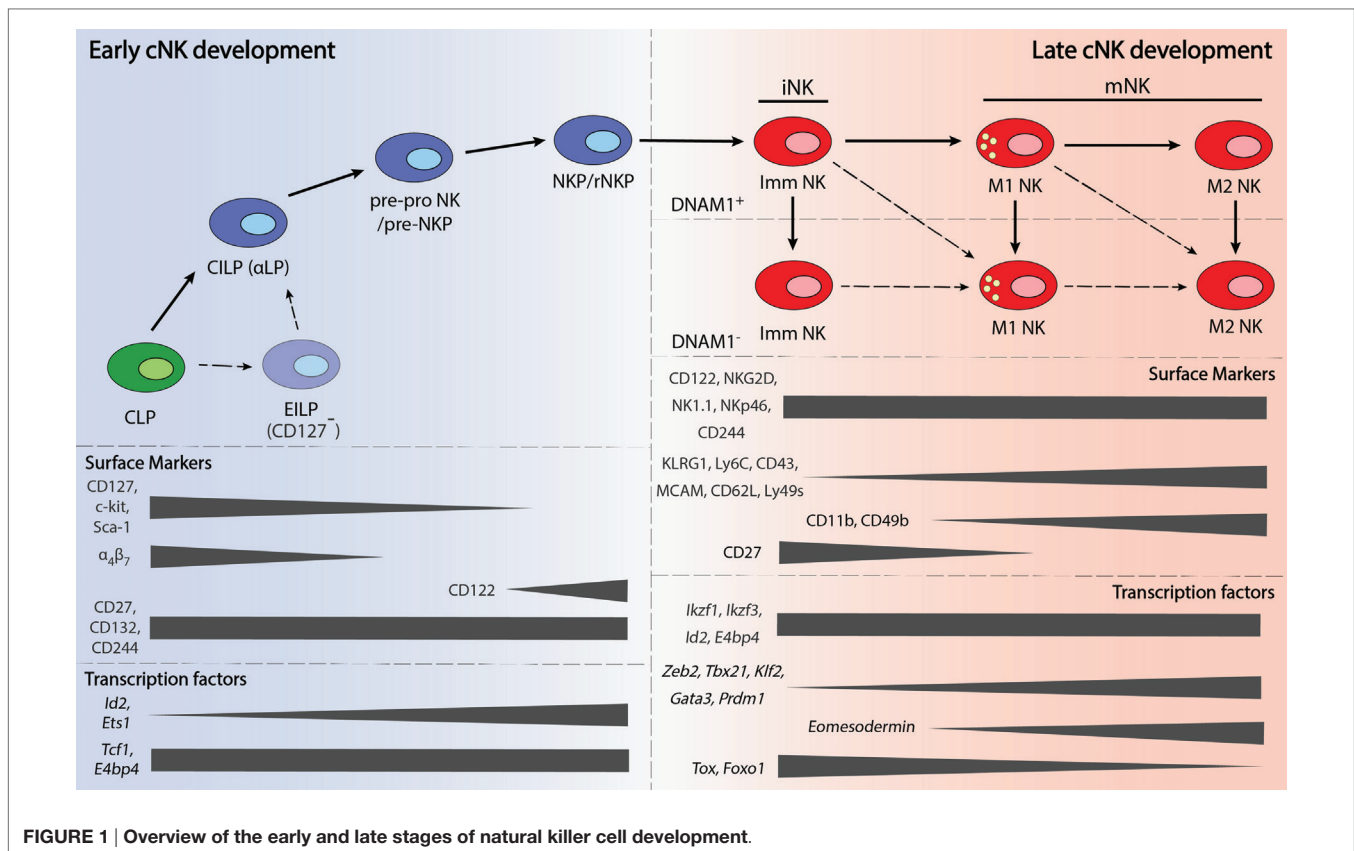 Early cNK development
Late cNK development
iNK
mNK
NKP/rNKP
Imm NK
M1 NK
M2 NK
pre-pro NK
/pre-NKP
DNAM1⁺
CILP (αLP)
Imm NK
M1 NK
M2 NK
DNAM1⁻
CLP
EILP
(CD127⁻)
Surface Markers
CD127,
c-kit,
Sca-1
α₄β₇
CD122
CD27,
CD132,
CD244
Transcription factors
Id2,
Ets1
Tcf1,
E4bp4
Surface Markers
CD122, NKG2D,
NK1.1, NKp46,
CD244
KLRG1, Ly6C, CD43,
MCAM, CD62L, Ly49s
CD11b, CD49b
CD27
Transcription factors
Ikzf1, Ikzf3,
Id2, E4bp4
Zeb2, Tbx21, Klf2,
Gata3, Prdm1
Eomesodermin
Tox, Foxo1
FIGURE 1 | Overview of the early and late stages of natural killer cell development.